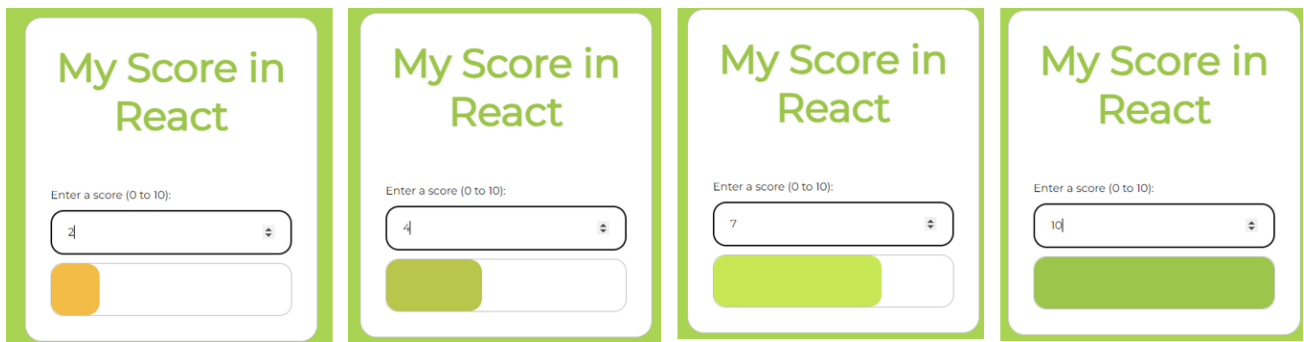 My Score in
React
Enter a score (0 to 10):
2
My Score in
React
Enter a score (0 to 10):
4
My Score in
React
Enter a score (0 to 10):
7
My Score in
React
Enter a score (0 to 10):
10